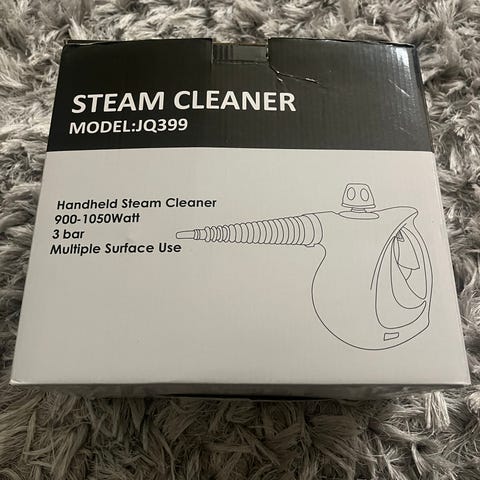 STEAM CLEANER
MODEL:JQ399
Handheld Steam Cleaner
900-1050Watt
3 bar
Multiple Surface Use